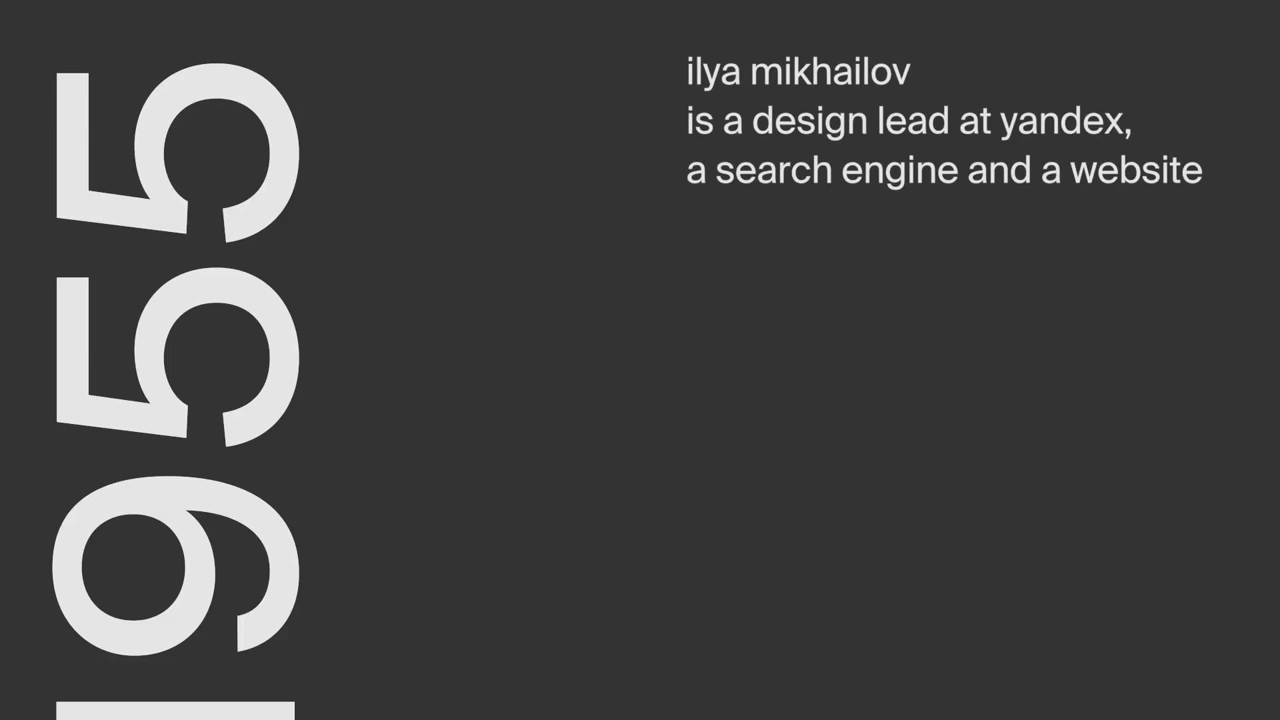 1955
ilya mikhailov
is a design lead at yandex,
a search engine and a website